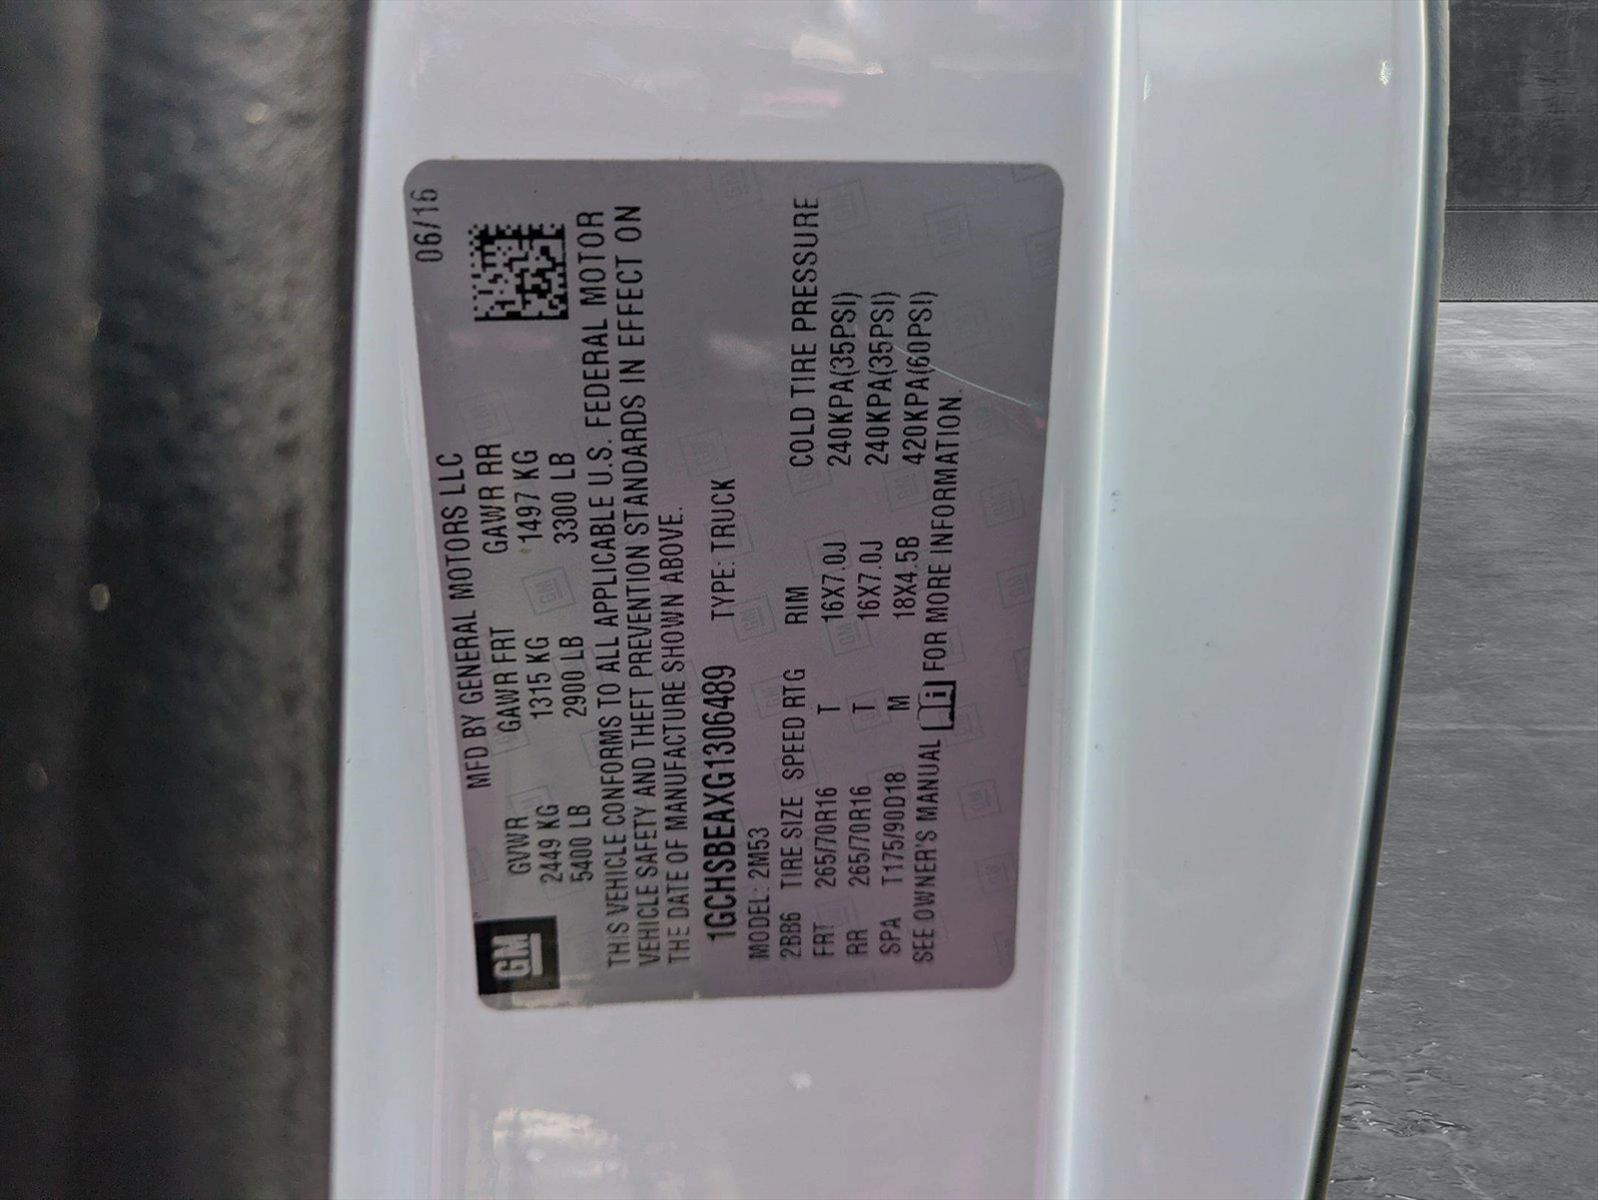 MFD BY GENERAL MOTORS LLC 06/16
GM
GVWR GAWR FRT GAWR RR
2449 KG 1315 KG 1497 KG
5400 LB 2900 LB 3300 LB
THIS VEHICLE CONFORMS TO ALL APPLICABLE U.S. FEDERAL MOTOR
VEHICLE SAFETY AND THEFT PREVENTION STANDARDS IN EFFECT ON
THE DATE OF MANUFACTURE SHOWN ABOVE.
1GCHSBEAXG1306489 TYPE: TRUCK
MODEL: 2M53
2BB6 TIRE SIZE SPEED RTG RIM COLD TIRE PRESSURE
FRT 265/70R16 T 16X7.0J 240KPA(35PSI)
RR 265/70R16 T 16X7.0J 240KPA(35PSI)
SPA T175/90D18 M 18X4.5B 420KPA(60PSI)
SEE OWNER'S MANUAL i FOR MORE INFORMATION.